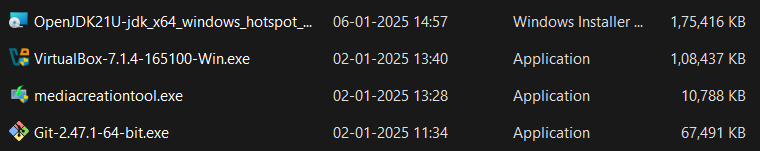 OpenJDK21U-jdk_x64_windows_hotspot_... 06-01-2025 14:57 Windows Installer ... 1,75,416 KB
VirtualBox-7.1.4-165100-Win.exe 02-01-2025 13:40 Application 1,08,437 KB
mediacreationtool.exe 02-01-2025 13:28 Application 10,788 KB
Git-2.47.1-64-bit.exe 02-01-2025 11:34 Application 67,491 KB